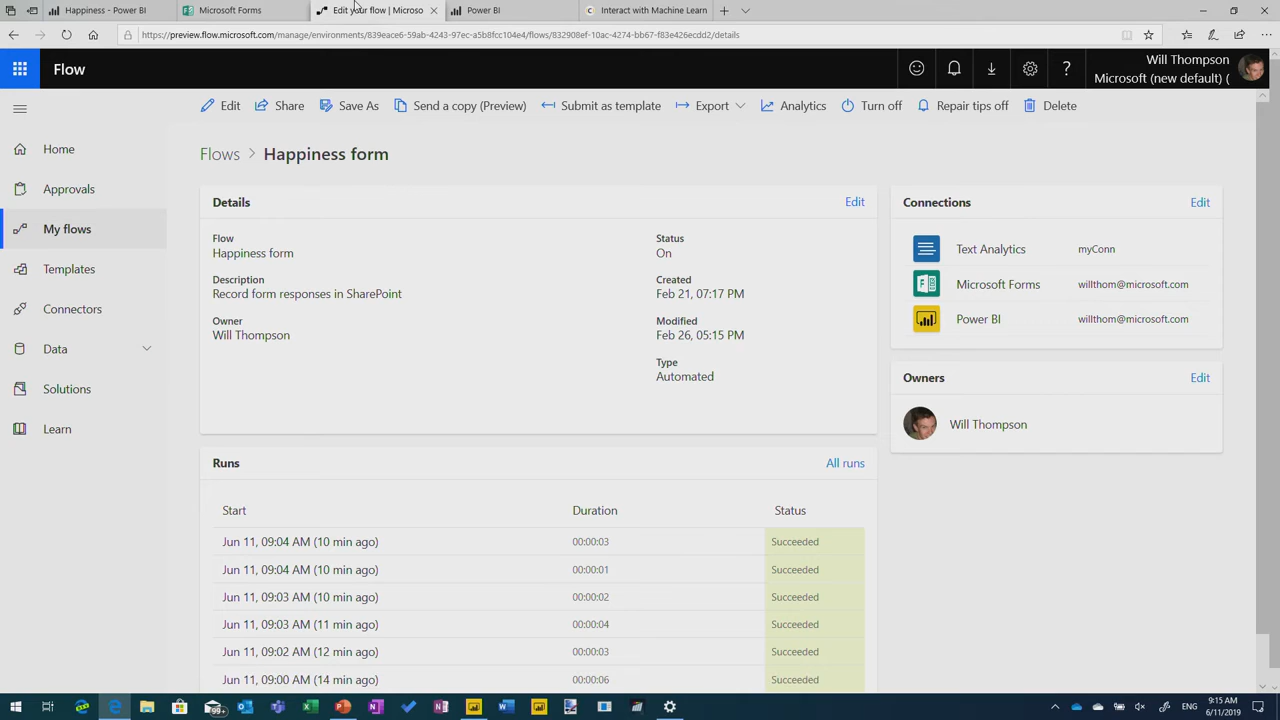 Happiness - Power BI
Microsoft Forms
Edit your flow | Microso
Power BI
Interact with Machine Learn
https://preview.flow.microsoft.com/manage/environments/839eace6-59ab-4243-97ec-a5b8fcc104e4/flows/832908ef-10ac-4274-bb67-f83e426ecdd2/details
Flow
Will Thompson
Microsoft (new default) (
Edit
Share
Save As
Send a copy (Preview)
Submit as template
Export
Analytics
Turn off
Repair tips off
Delete
Home
Approvals
My flows
Templates
Connectors
Data
Solutions
Learn
Flows > Happiness form
Details
Edit
Flow
Happiness form
Description
Record form responses in SharePoint
Owner
Will Thompson
Status
On
Created
Feb 21, 07:17 PM
Modified
Feb 26, 05:15 PM
Type
Automated
Connections
Edit
Text Analytics myConn
Microsoft Forms willthom@microsoft.com
Power BI willthom@microsoft.com
Owners
Edit
Will Thompson
Runs
All runs
Start Duration Status
Jun 11, 09:04 AM (10 min ago) 00:00:03 Succeeded
Jun 11, 09:04 AM (10 min ago) 00:00:01 Succeeded
Jun 11, 09:03 AM (10 min ago) 00:00:02 Succeeded
Jun 11, 09:03 AM (11 min ago) 00:00:04 Succeeded
Jun 11, 09:02 AM (12 min ago) 00:00:03 Succeeded
Jun 11, 09:00 AM (14 min ago) 00:00:06 Succeeded
99+
ENG
9:15 AM
6/11/2019